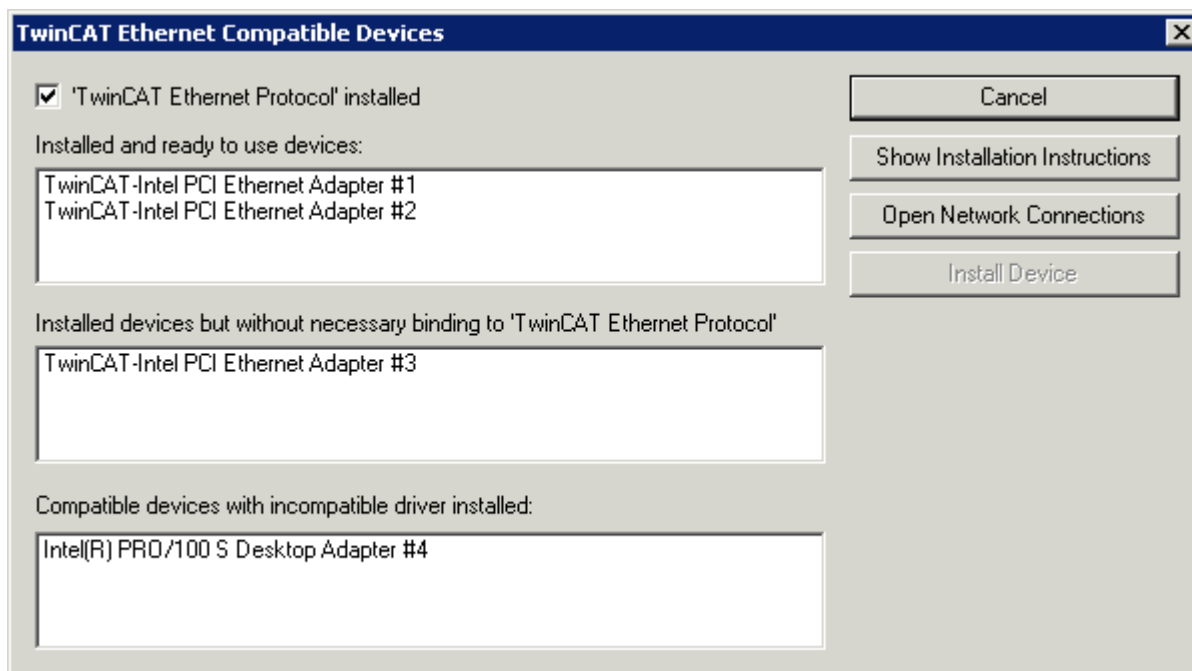 TwinCAT Ethernet Compatible Devices
'TwinCAT Ethernet Protocol' installed
Cancel
Installed and ready to use devices:
Show Installation Instructions
TwinCAT-Intel PCI Ethernet Adapter #1
TwinCAT-Intel PCI Ethernet Adapter #2
Open Network Connections
Install Device
Installed devices but without necessary binding to 'TwinCAT Ethernet Protocol'
TwinCAT-Intel PCI Ethernet Adapter #3
Compatible devices with incompatible driver installed:
Intel(R) PRO/100 S Desktop Adapter #4